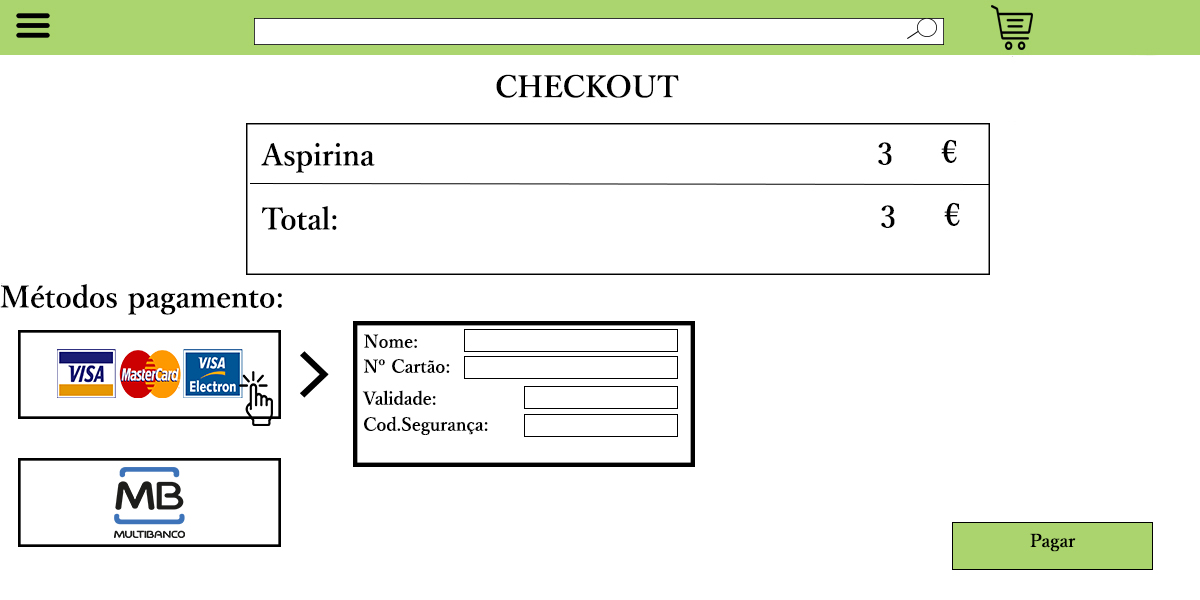 CHECKOUT
Aspirina 3 €
Total: 3 €
Métodos pagamento:
VISA MasterCard VISA Electron
Nome:
Nº Cartão:
Validade:
Cod.Segurança:
MB
MULTIBANCO
Pagar